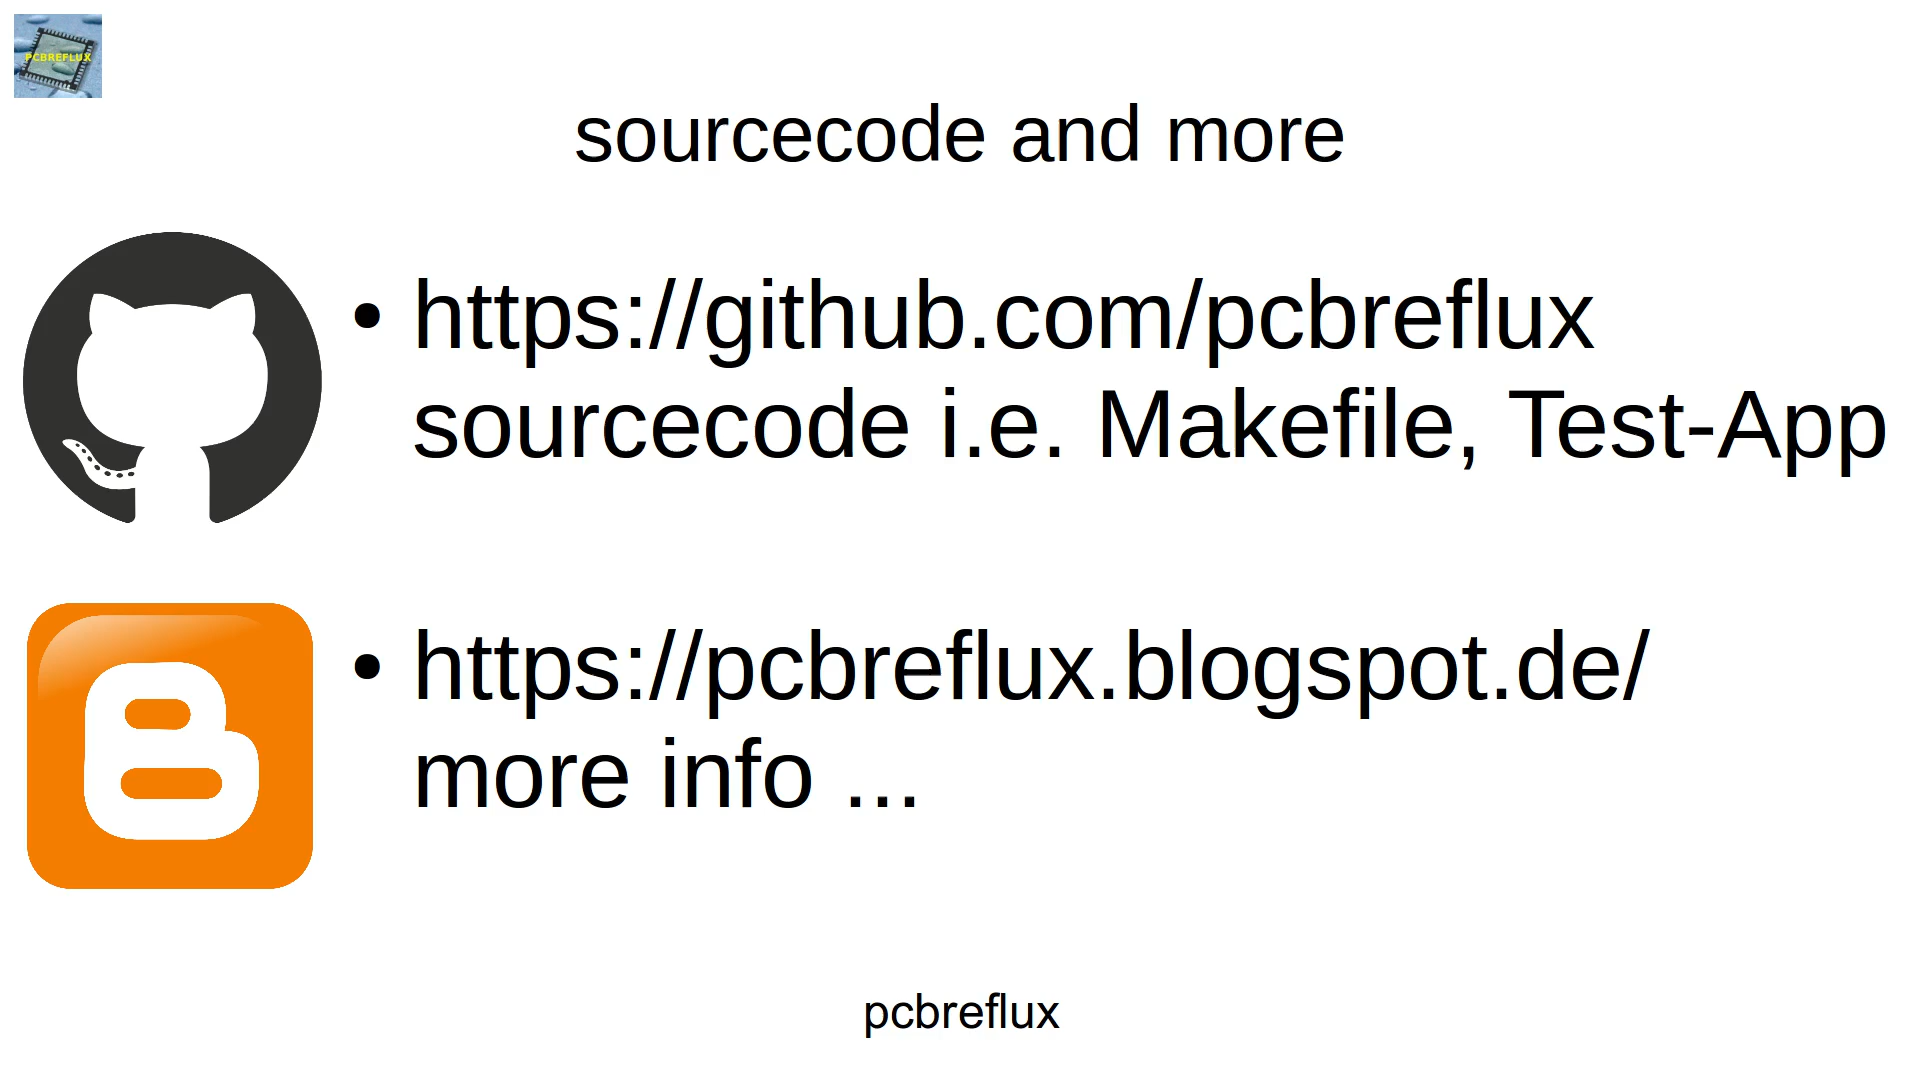 PCBREFLUX
sourcecode and more
• https://github.com/pcbreflux
sourcecode i.e. Makefile, Test-App
• https://pcbreflux.blogspot.de/
more info ...
pcbreflux